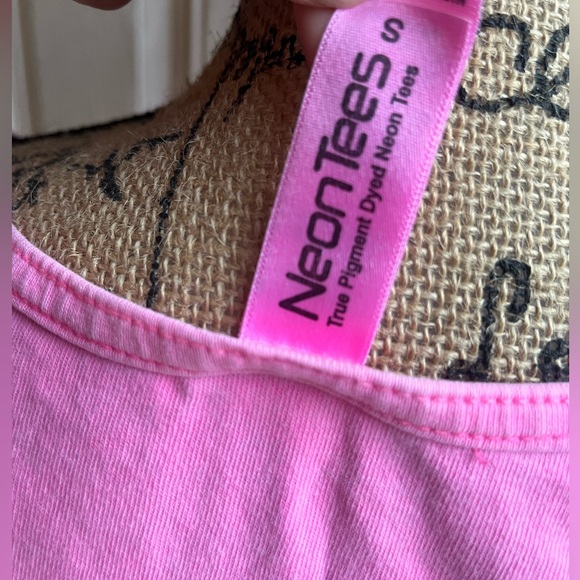 S
NeonTees
True Pigment Dyed Neon Tees